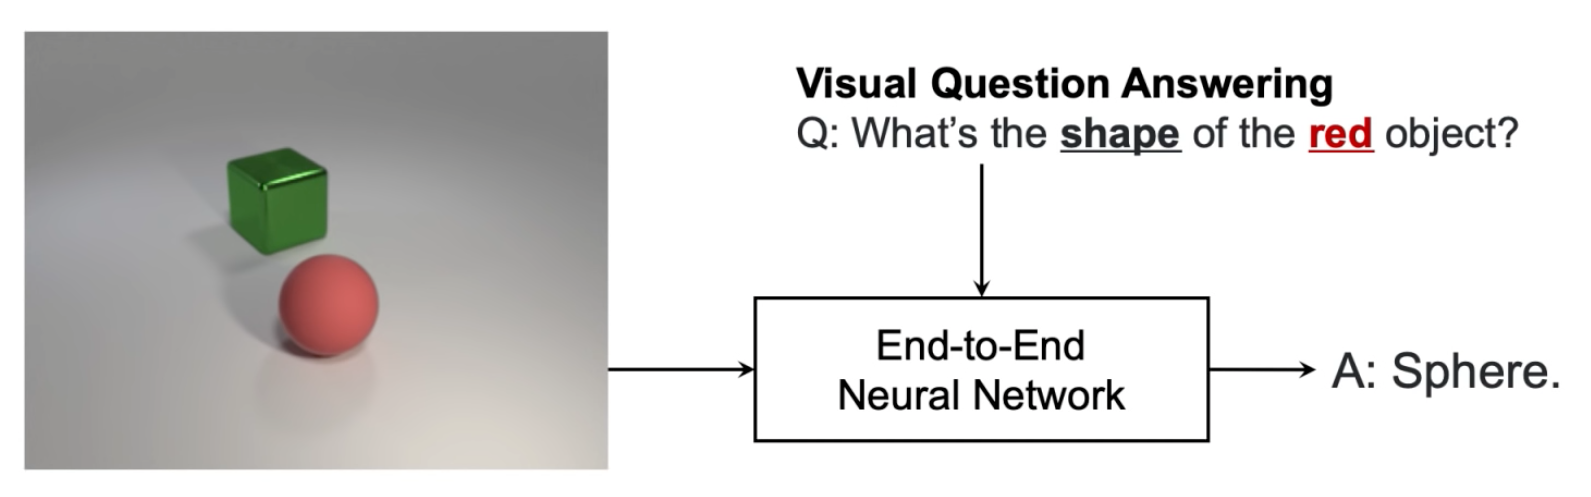 Visual Question Answering
Q: What's the shape of the red object?
End-to-End
Neural Network
A: Sphere.